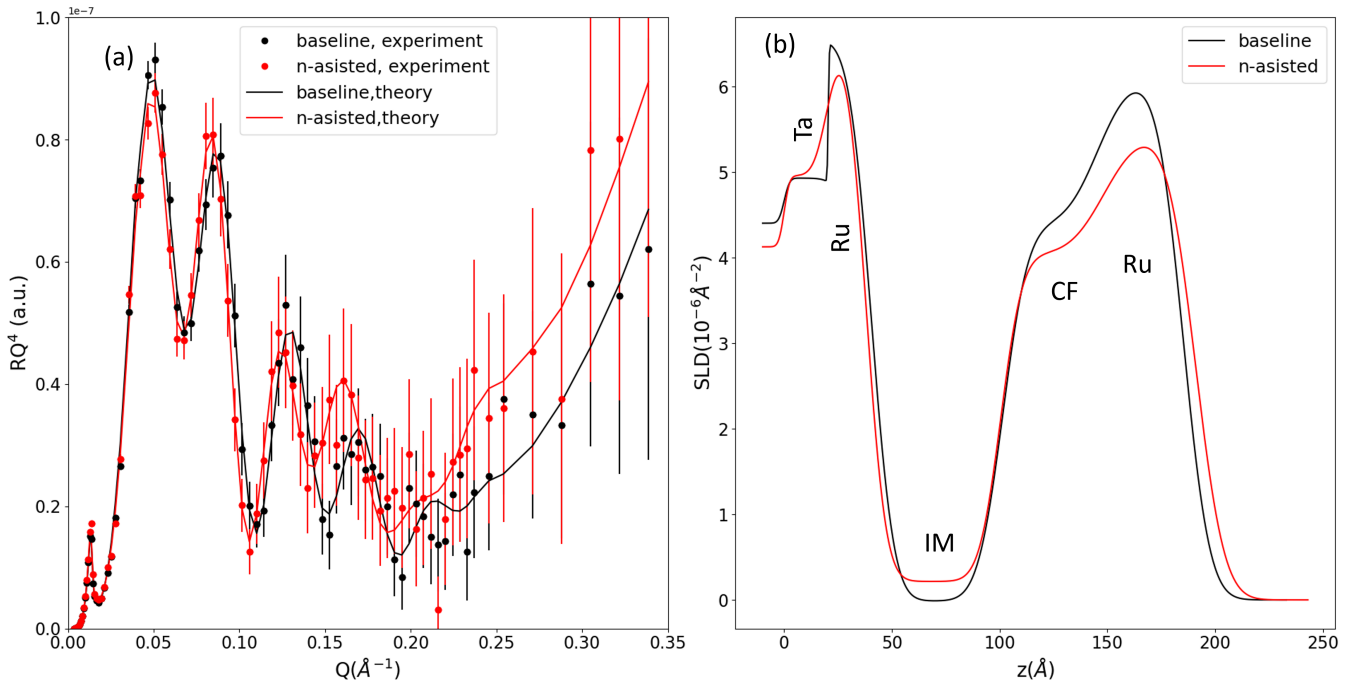 1e−7
(a)
baseline, experiment
n-asisted, experiment
baseline,theory
n-asisted,theory
1.0
0.8
0.6
0.4
0.2
0.0
RQ⁴ (a.u.)
0.00 0.05 0.10 0.15 0.20 0.25 0.30 0.35
Q(Å⁻¹)
(b)
baseline
n-asisted
Ta
Ru
IM
CF
Ru
6
5
4
3
2
1
0
SLD(10⁻⁶Å⁻²)
0 50 100 150 200 250
z(Å)